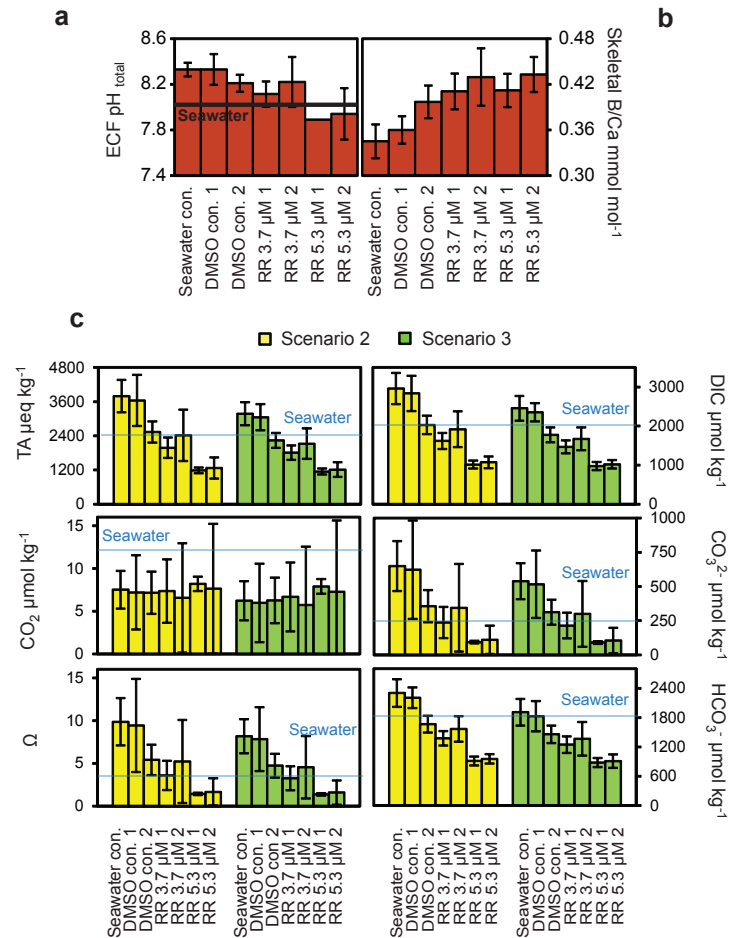 a
b
8.6
8.2
7.8
7.4
ECF pH total
Seawater
0.48
0.42
0.36
0.30
Skeletal B/Ca mmol mol-1
Seawater con.
DMSO con. 1
DMSO con. 2
RR 3.7 µM 1
RR 3.7 µM 2
RR 5.3 µM 1
RR 5.3 µM 2
Seawater con.
DMSO con. 1
DMSO con. 2
RR 3.7 µM 1
RR 3.7 µM 2
RR 5.3 µM 1
RR 5.3 µM 2
c
Scenario 2
Scenario 3
TA µeq kg-1
4800
3600
2400
1200
0
Seawater
Seawater
3000
2000
1000
0
DIC µmol kg-1
CO2 µmol kg-1
15
10
5
0
Seawater
Seawater
1000
750
500
250
0
CO32- µmol kg-1
Ω
15
10
5
0
Seawater
Seawater
2400
1800
1200
600
0
HCO3- µmol kg-1
Seawater con.
DMSO con. 1
DMSO con. 2
RR 3.7 µM 1
RR 3.7 µM 2
RR 5.3 µM 1
RR 5.3 µM 2
Seawater con.
DMSO con. 1
DMSO con 2
RR 3.7 µM 1
RR 3.7 µM 2
RR 5.3 µM 1
RR 5.3 µM 2
Seawater con.
DMSO con. 1
DMSO con. 2
RR 3.7 µM 1
RR 3.7 µM 2
RR 5.3 µM 1
RR 5.3 µM 2
Seawater con.
DMSO con. 1
DMSO con. 2
RR 3.7 µM 1
RR 3.7 µM 2
RR 5.3 µM 1
RR 5.3 µM 2